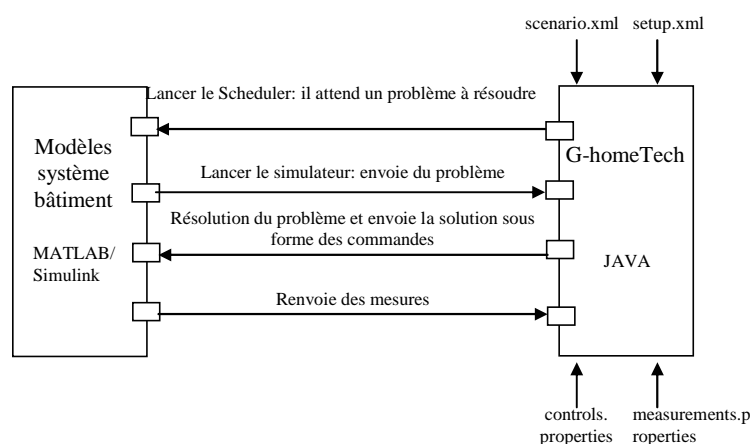 scenario.xml setup.xml
Lancer le Scheduler: il attend un problème à résoudre
Modèles
système
bâtiment
MATLAB/
Simulink
G-homeTech
JAVA
Lancer le simulateur: envoie du problème
Résolution du problème et envoie la solution sous
forme des commandes
Renvoie des mesures
controls.
properties
measurements.p
roperties